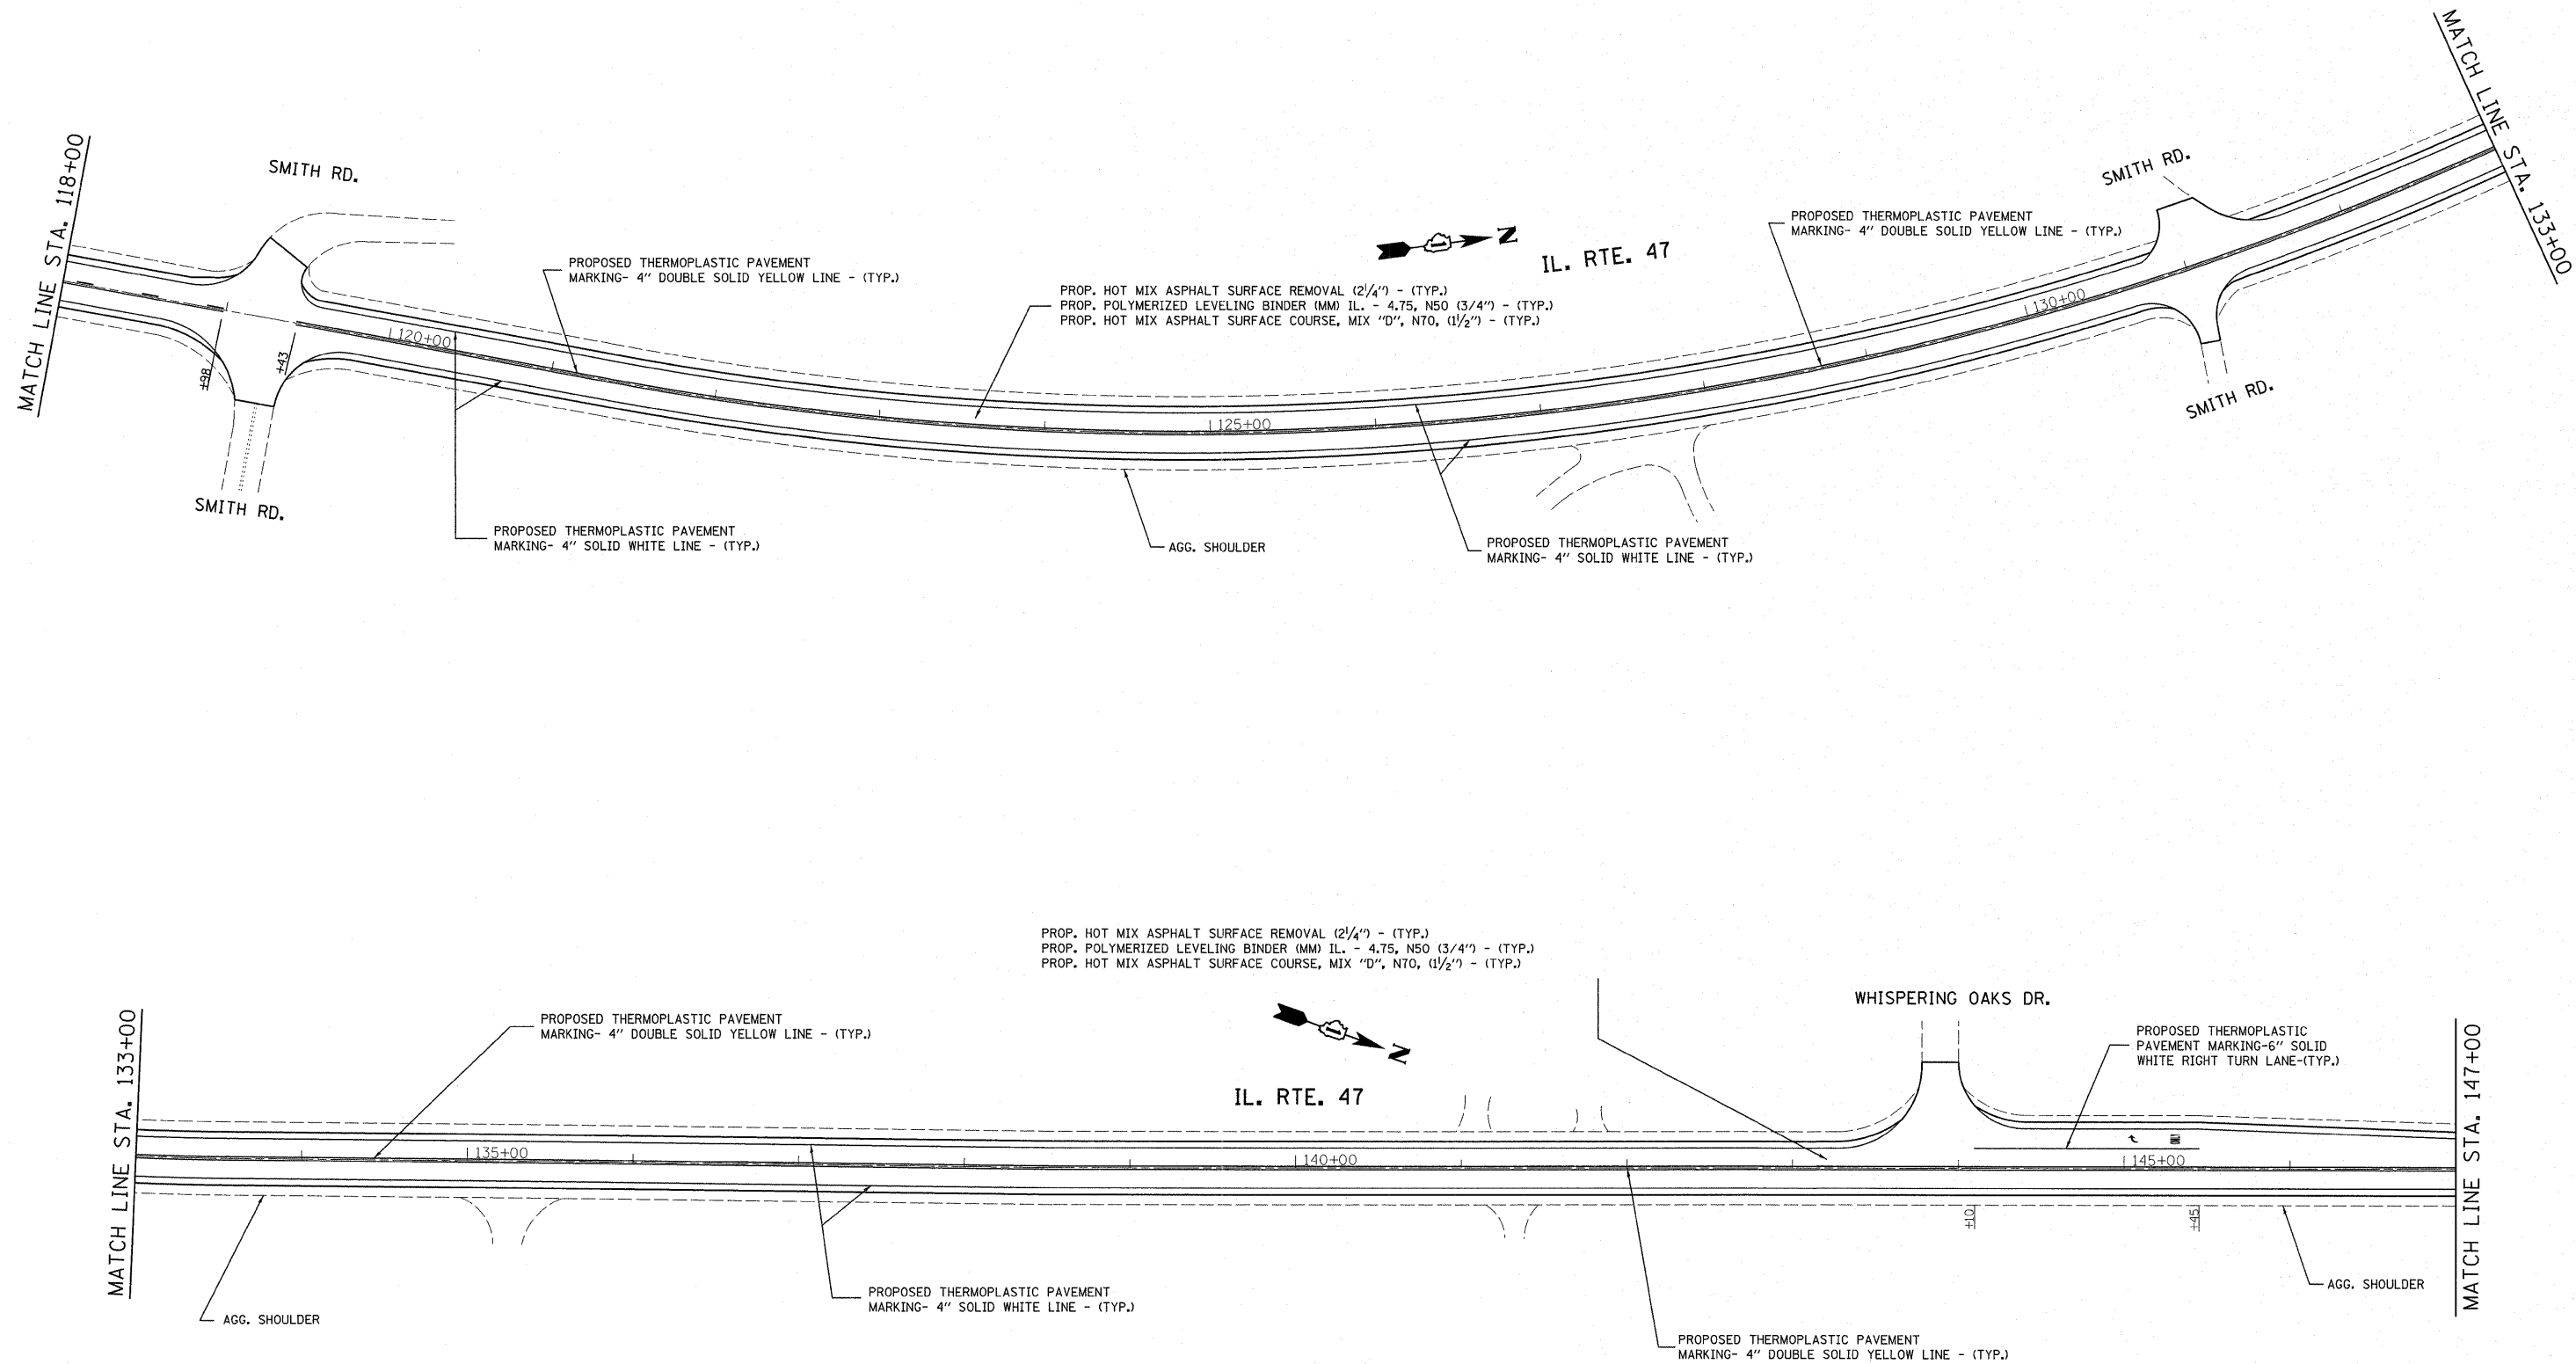 MATCH LINE STA. 118+00
SMITH RD.
PROPOSED THERMOPLASTIC PAVEMENT
MARKING- 4" DOUBLE SOLID YELLOW LINE - (TYP.)
PROP. HOT MIX ASPHALT SURFACE REMOVAL (2 1/4") - (TYP.)
PROP. POLYMERIZED LEVELING BINDER (MM) IL. - 4.75, N50 (3/4") - (TYP.)
PROP. HOT MIX ASPHALT SURFACE COURSE, MIX "D", N70, (1 1/2") - (TYP.)
N
IL. RTE. 47
PROPOSED THERMOPLASTIC PAVEMENT
MARKING- 4" DOUBLE SOLID YELLOW LINE - (TYP.)
SMITH RD.
MATCH LINE STA. 133+00
120+00
125+00
130+00
+98
+43
SMITH RD.
SMITH RD.
PROPOSED THERMOPLASTIC PAVEMENT
MARKING- 4" SOLID WHITE LINE - (TYP.)
AGG. SHOULDER
PROPOSED THERMOPLASTIC PAVEMENT
MARKING- 4" SOLID WHITE LINE - (TYP.)
PROP. HOT MIX ASPHALT SURFACE REMOVAL (2 1/4") - (TYP.)
PROP. POLYMERIZED LEVELING BINDER (MM) IL. - 4.75, N50 (3/4") - (TYP.)
PROP. HOT MIX ASPHALT SURFACE COURSE, MIX "D", N70, (1 1/2") - (TYP.)
MATCH LINE STA. 133+00
PROPOSED THERMOPLASTIC PAVEMENT
MARKING- 4" DOUBLE SOLID YELLOW LINE - (TYP.)
N
IL. RTE. 47
WHISPERING OAKS DR.
PROPOSED THERMOPLASTIC
PAVEMENT MARKING-6" SOLID
WHITE RIGHT TURN LANE-(TYP.)
MATCH LINE STA. 147+00
135+00
140+00
145+00
+10
+45
AGG. SHOULDER
PROPOSED THERMOPLASTIC PAVEMENT
MARKING- 4" SOLID WHITE LINE - (TYP.)
AGG. SHOULDER
PROPOSED THERMOPLASTIC PAVEMENT
MARKING- 4" DOUBLE SOLID YELLOW LINE - (TYP.)